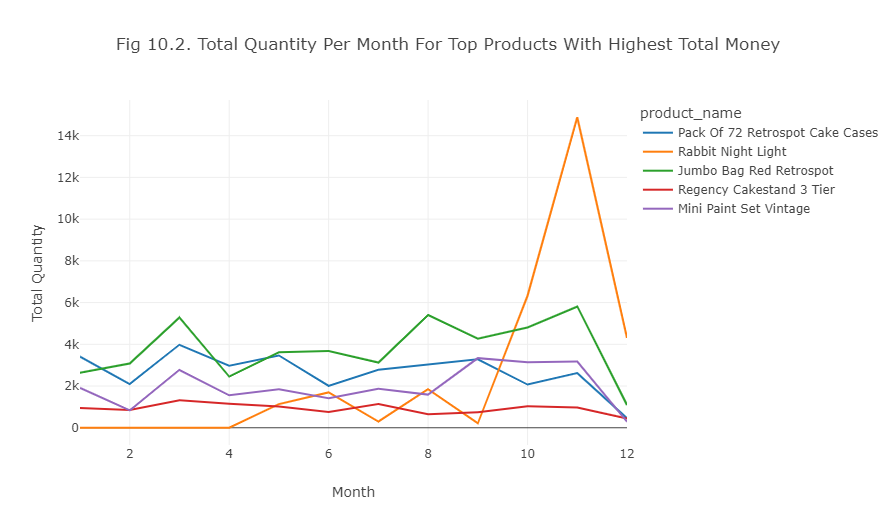 Fig 10.2. Total Quantity Per Month For Top Products With Highest Total Money
product_name
Pack Of 72 Retrospot Cake Cases
Rabbit Night Light
Jumbo Bag Red Retrospot
Regency Cakestand 3 Tier
Mini Paint Set Vintage
Total Quantity
14k
12k
10k
8k
6k
4k
2k
0
2
4
6
8
10
12
Month